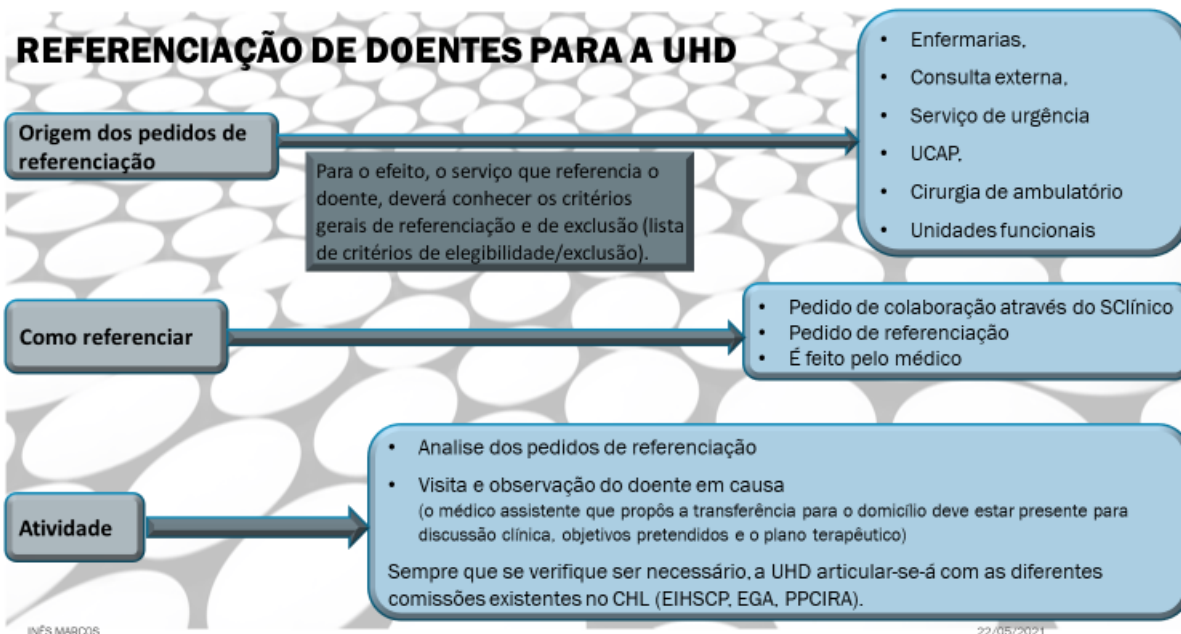 REFERENCIAÇÃO DE DOENTES PARA A UHD
Origem dos pedidos de
referenciação
Para o efeito, o serviço que referencia o
doente, deverá conhecer os critérios
gerais de referenciação e de exclusão (lista
de critérios de elegibilidade/exclusão).
• Enfermarias,
• Consulta externa,
• Serviço de urgência
• UCAP,
• Cirurgia de ambulatório
• Unidades funcionais
Como referenciar
• Pedido de colaboração através do SClínico
• Pedido de referenciação
• É feito pelo médico
Atividade
• Analise dos pedidos de referenciação
• Visita e observação do doente em causa
(o médico assistente que propôs a transferência para o domicílio deve estar presente para
discussão clínica, objetivos pretendidos e o plano terapêutico)
Sempre que se verifique ser necessário, a UHD articular-se-á com as diferentes
comissões existentes no CHL (EIHSCP, EGA, PPCIRA).
INÊS MARCOS
22/05/2021